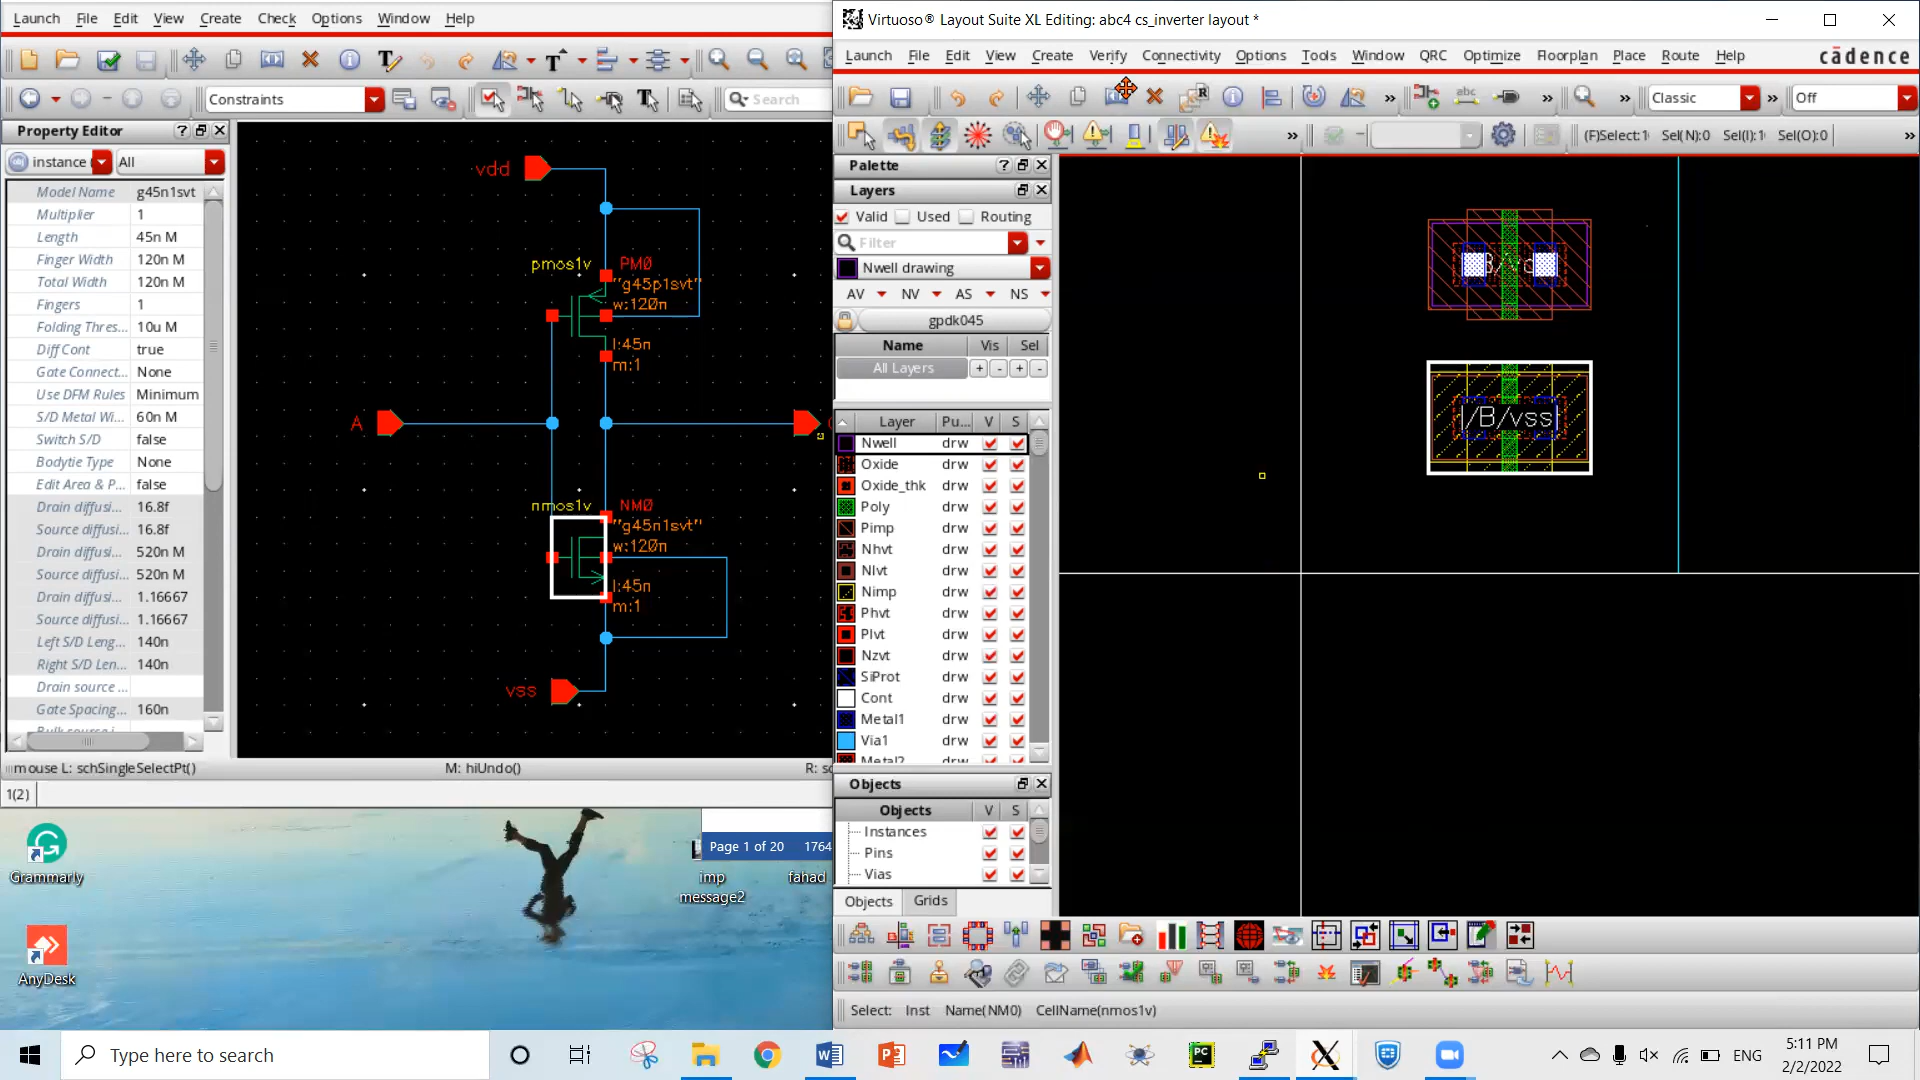 Launch File Edit View Create Check Options Window Help
Constraints
Search
Property Editor
instance All
Model Name g45n1svt
Multiplier 1
Length 45n M
Finger Width 120n M
Total Width 120n M
Fingers 1
Folding Thres... 10u M
Diff Cont true
Gate Connect... None
Use DFM Rules Minimum
S/D Metal Wi... 60n M
Switch S/D false
Bodytie Type None
Edit Area & P... false
Drain diffusi... 16.8f
Source diffusi... 16.8f
Drain diffusi... 520n M
Source diffusi... 520n M
Drain diffusi... 1.16667
Source diffusi... 1.16667
Left S/D Leng... 140n
Right S/D Len... 140n
Drain source ...
Gate Spacing... 160n
vdd
pmos1v PM0
"g45p1svt"
w:120n
l:45n
m:1
A
nmos1v NM0
"g45n1svt"
w:120n
l:45n
m:1
vss
mouse L: schSingleSelectPt() M: hiUndo()
1(2)
Grammarly
AnyDesk
Page 1 of 20 1764
imp
message2
fahad
Virtuoso® Layout Suite XL Editing: abc4 cs_inverter layout *
Launch File Edit View Create Verify Connectivity Options Tools Window QRC Optimize Floorplan Place Route Help
cādence
Classic
Off
(F)Select:1 Sel(N):0 Sel(I):1 Sel(O):0
Palette
Layers
Valid Used Routing
Filter
Nwell drawing
AV NV AS NS
gpdk045
Name Vis Sel
All Layers + - + -
Layer Pu... V S
Nwell drw
Oxide drw
Oxide_thk drw
Poly drw
Pimp drw
Nhvt drw
Nlvt drw
Nimp drw
Phvt drw
Plvt drw
Nzvt drw
SiProt drw
Cont drw
Metal1 drw
Via1 drw
Metal2 drw
Objects
Objects V S
Instances
Pins
Vias
Objects Grids
/B/vss
Select: Inst Name(NM0) CellName(nmos1v)
Type here to search
ENG
5:11 PM
2/2/2022